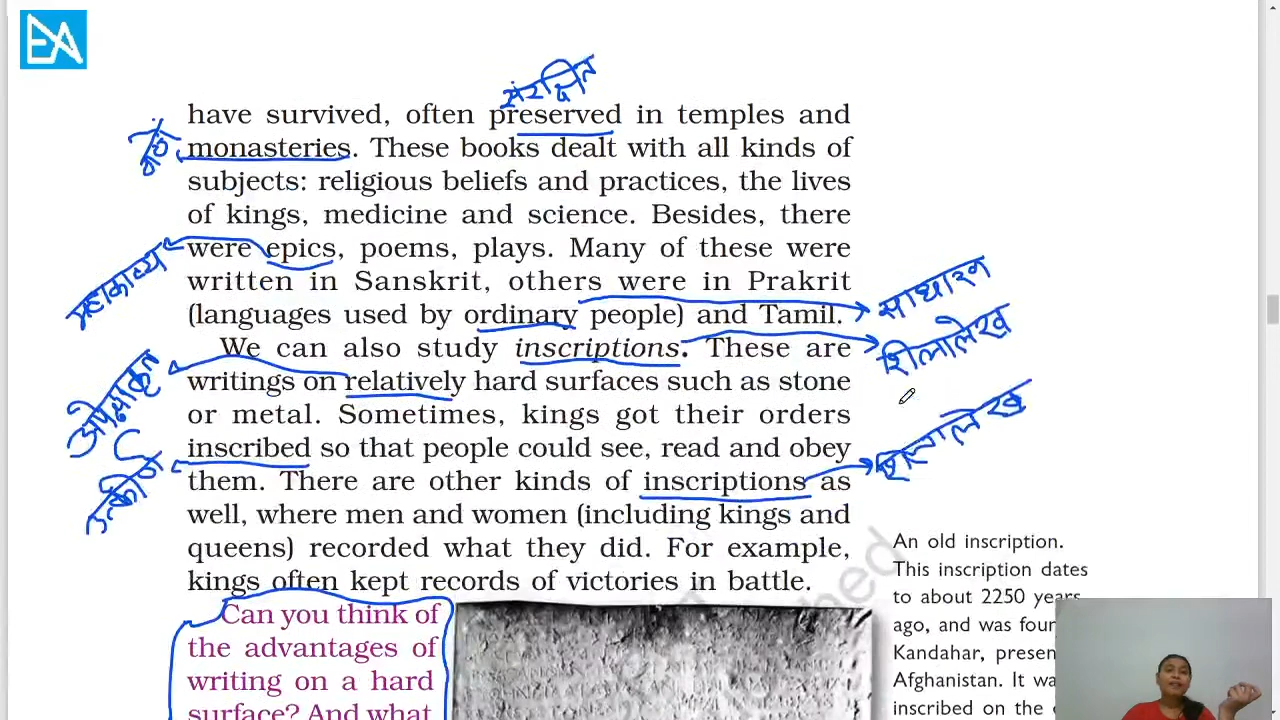 EA
संरक्षित
have survived, often preserved in temples and
मठ
monasteries. These books dealt with all kinds of
subjects: religious beliefs and practices, the lives
of kings, medicine and science. Besides, there
were epics, poems, plays. Many of these were
महाकाव्य
written in Sanskrit, others were in Prakrit
साधारण
(languages used by ordinary people) and Tamil.
We can also study inscriptions. These are
शिलालेख
writings on relatively hard surfaces such as stone
or metal. Sometimes, kings got their orders
inscribed so that people could see, read and obey
शिलालेख
them. There are other kinds of inscriptions as
well, where men and women (including kings and
queens) recorded what they did. For example,
kings often kept records of victories in battle.
Can you think of
the advantages of
writing on a hard
surface? And what
An old inscription.
This inscription dates
to about 2250 years
ago, and was four
Kandahar, presen
Afghanistan. It wa
inscribed on the